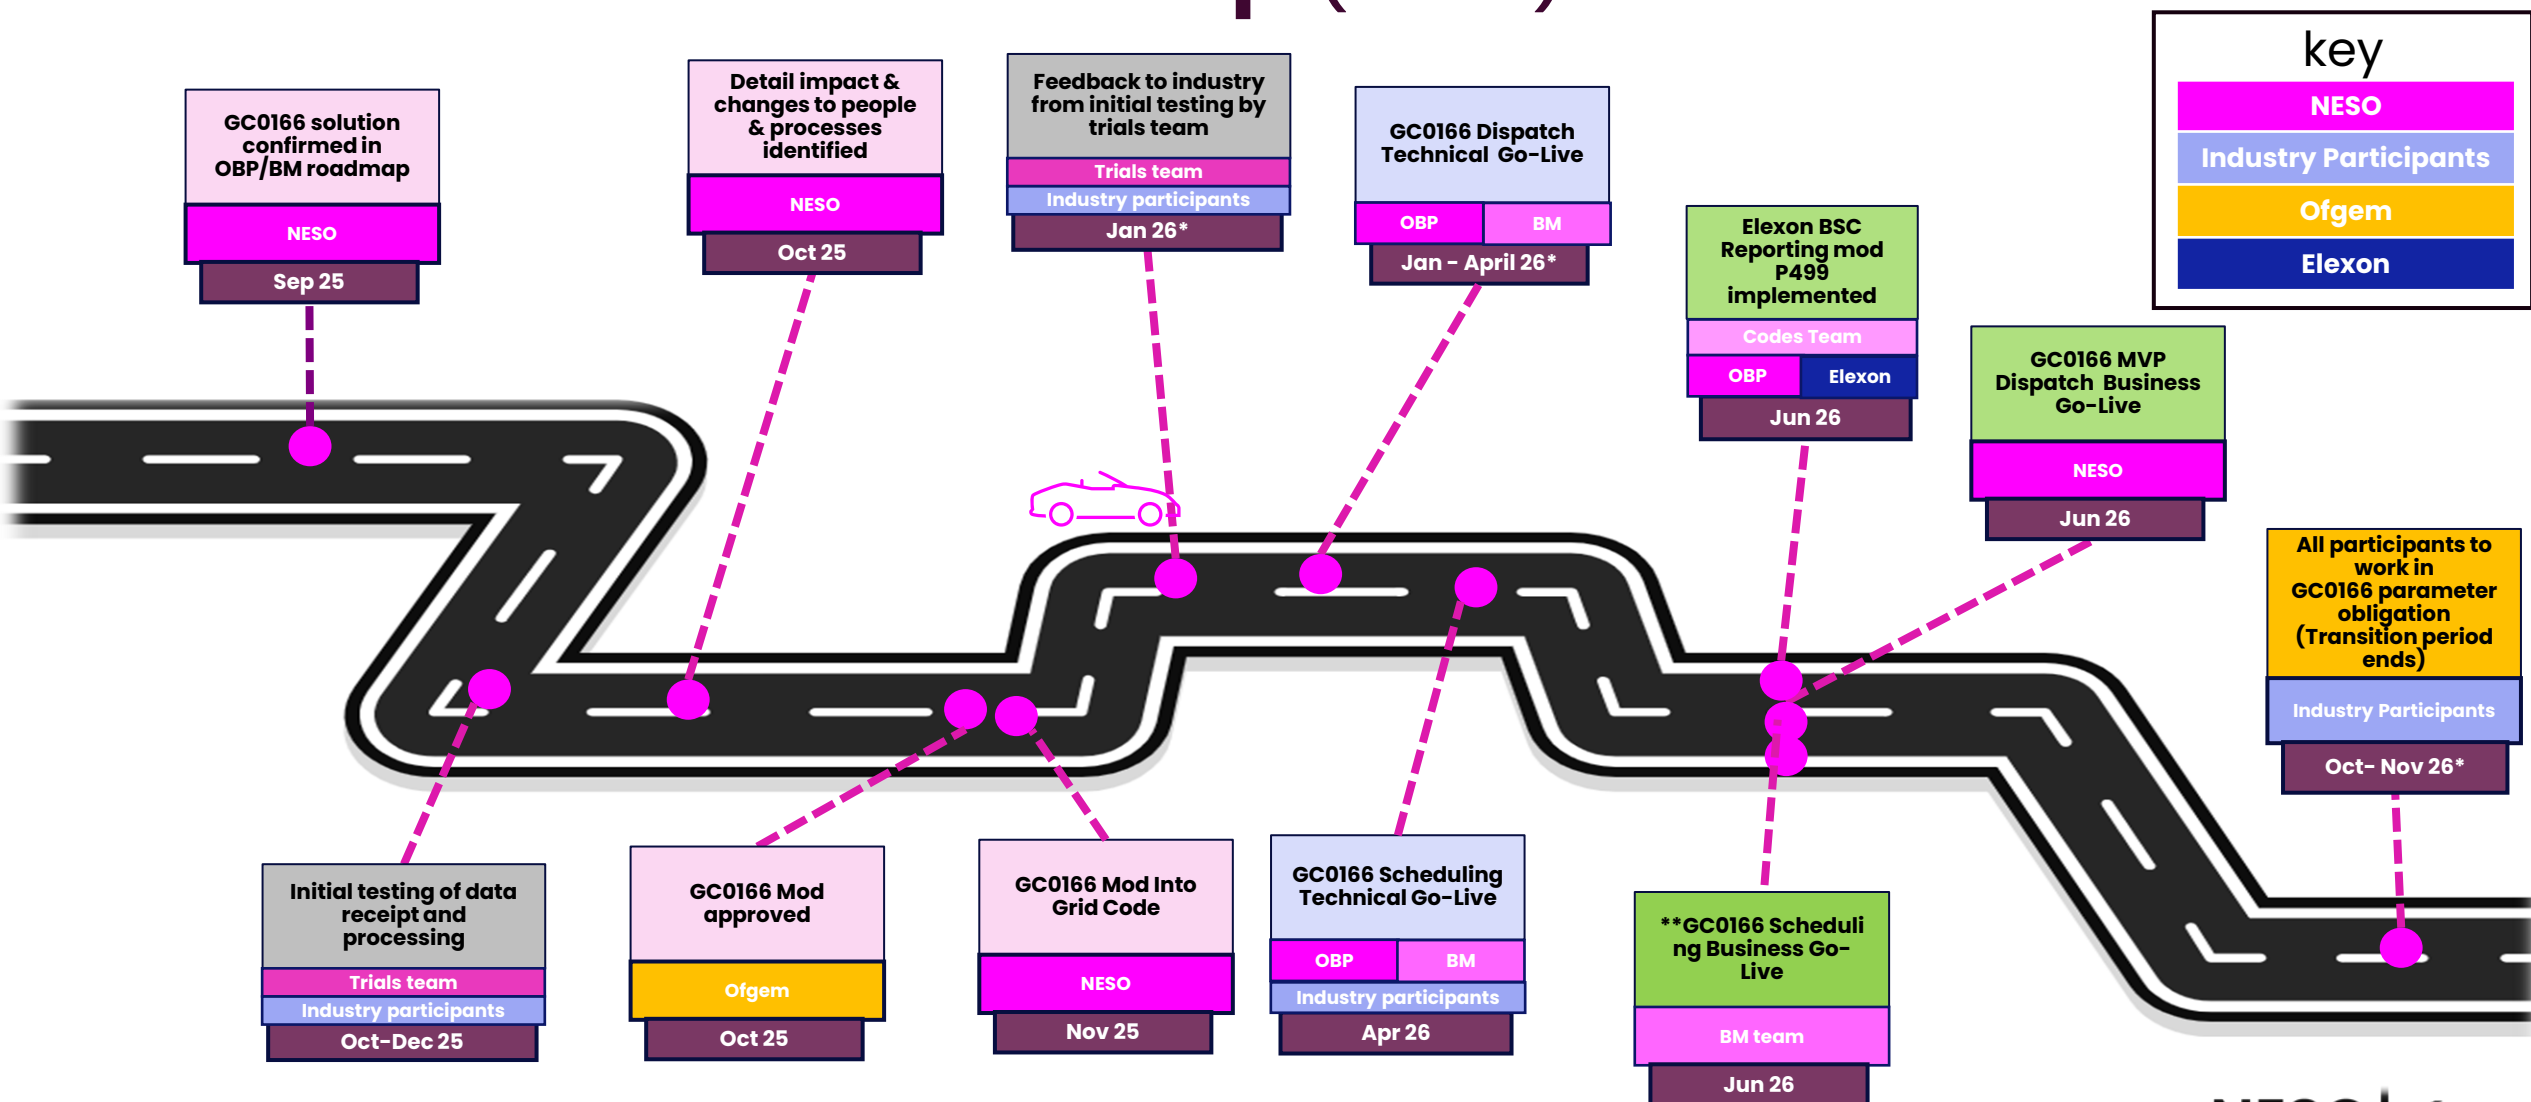 key
NESO
Industry Participants
Ofgem
Elexon
GC0166 solution
confirmed in
OBP/BM roadmap
NESO
Sep 25
Detail impact &
changes to people
& processes
identified
NESO
Oct 25
Feedback to industry
from initial testing by
trials team
Trials team
Industry participants
Jan 26*
GC0166 Dispatch
Technical Go-Live
OBP
BM
Jan - April 26*
Elexon BSC
Reporting mod
P499
implemented
Codes Team
OBP
Elexon
Jun 26
GC0166 MVP
Dispatch Business
Go-Live
NESO
Jun 26
All participants to
work in
GC0166 parameter
obligation
(Transition period
ends)
Industry Participants
Oct- Nov 26*
Initial testing of data
receipt and
processing
Trials team
Industry participants
Oct-Dec 25
GC0166 Mod
approved
Ofgem
Oct 25
GC0166 Mod Into
Grid Code
NESO
Nov 25
GC0166 Scheduling
Technical Go-Live
OBP
BM
Industry participants
Apr 26
**GC0166 Scheduli
ng Business Go-
Live
BM team
Jun 26